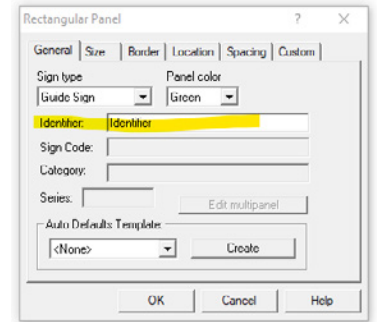 Rectangular Panel ? ×
General Size Border Location Spacing Custom
Sign type Panel color
Guide Sign Green
Identifier: Identifier
Sign Code:
Category:
Series: Edit multipanel
Auto Defaults Template:
<None> Create
OK Cancel Help